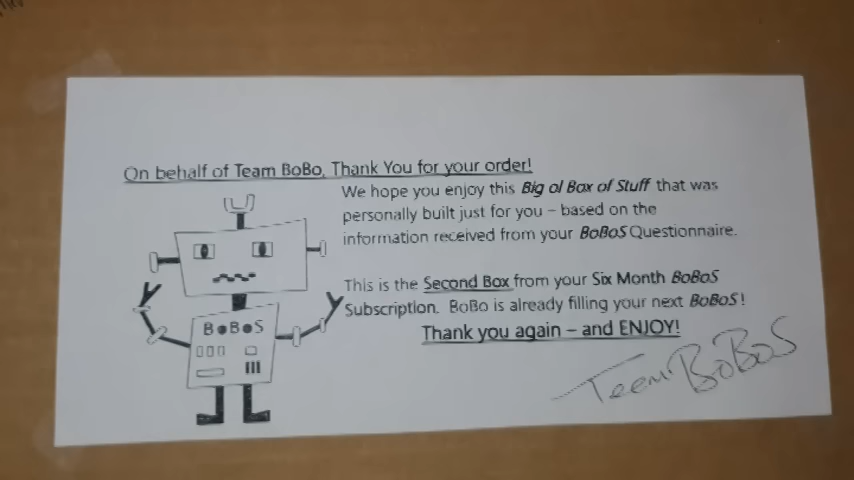 On behalf of Team BoBo, Thank You for your order!
We hope you enjoy this Big ol Box of Stuff that was
personally built just for you – based on the
information received from your BoBoS Questionnaire.
This is the Second Box from your Six Month BoBoS
Subscription. BoBo is already filling your next BoBoS!
Thank you again – and ENJOY!
BoBoS
Team BoBoS